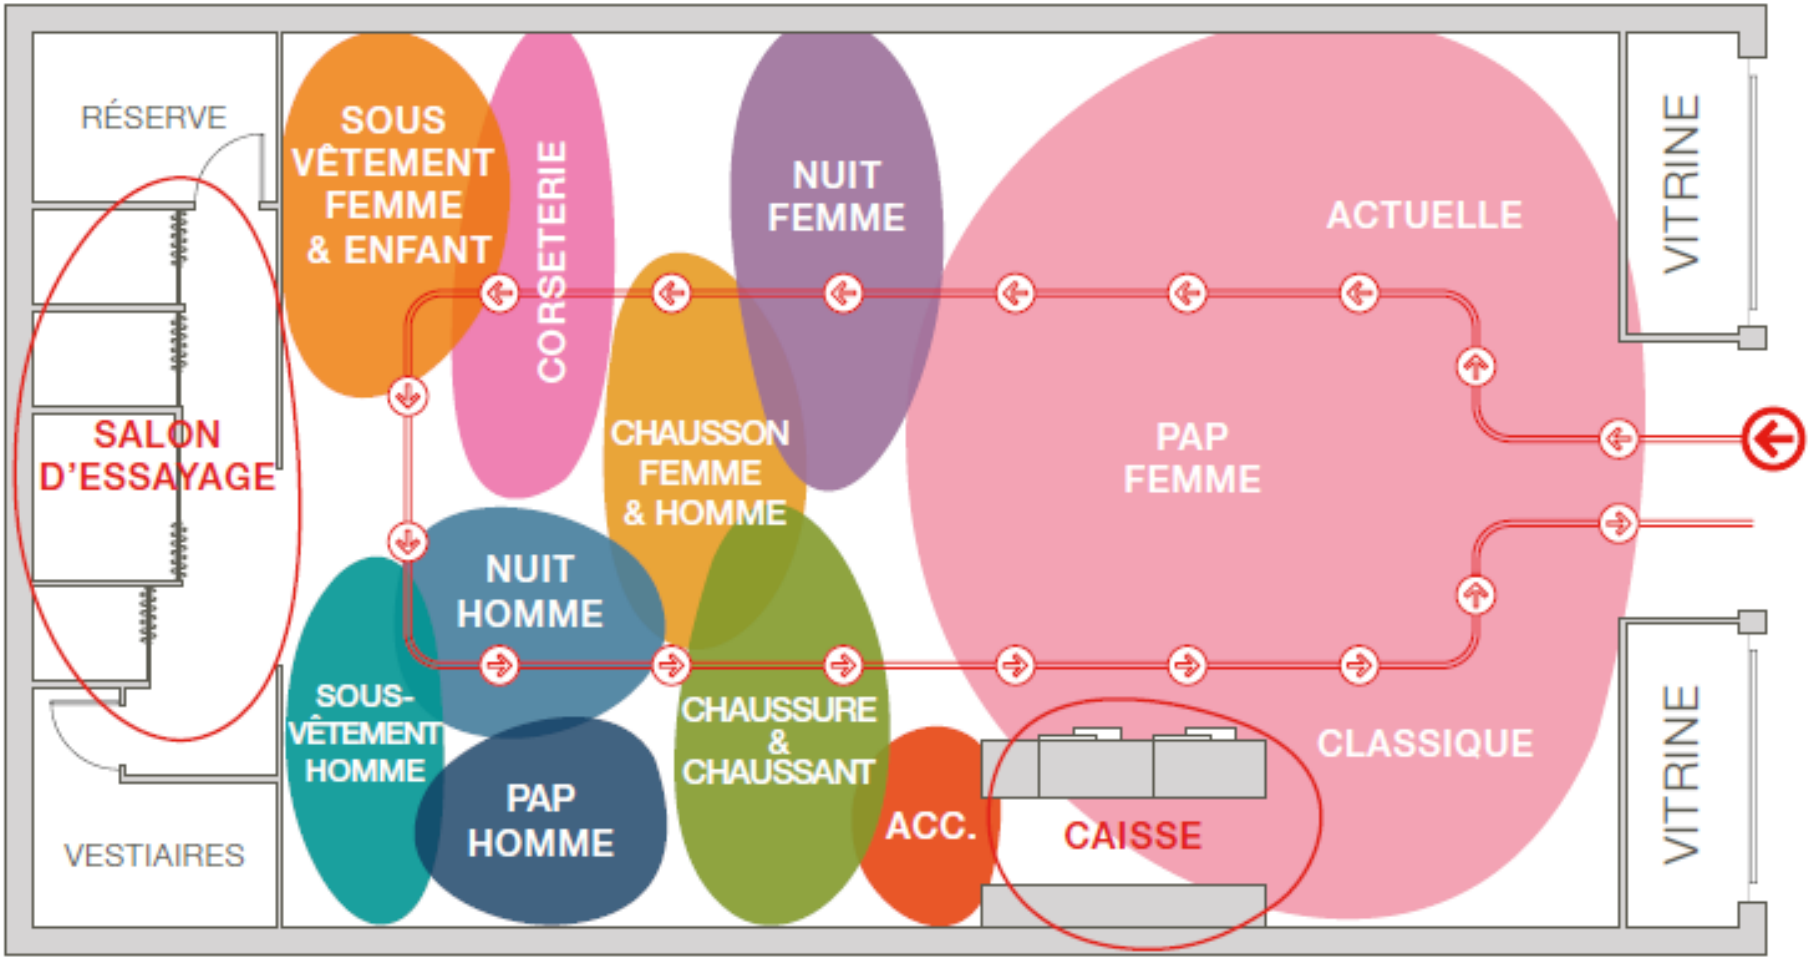 RÉSERVE
SOUS
VÊTEMENT
FEMME
& ENFANT
CORSETERIE
NUIT
FEMME
ACTUELLE
VITRINE
SALON
D'ESSAYAGE
CHAUSSON
FEMME
& HOMME
PAP
FEMME
NUIT
HOMME
SOUS-
VÊTEMENT
HOMME
CHAUSSURE
&
CHAUSSANT
CLASSIQUE
VITRINE
PAP
HOMME
ACC.
CAISSE
VESTIAIRES